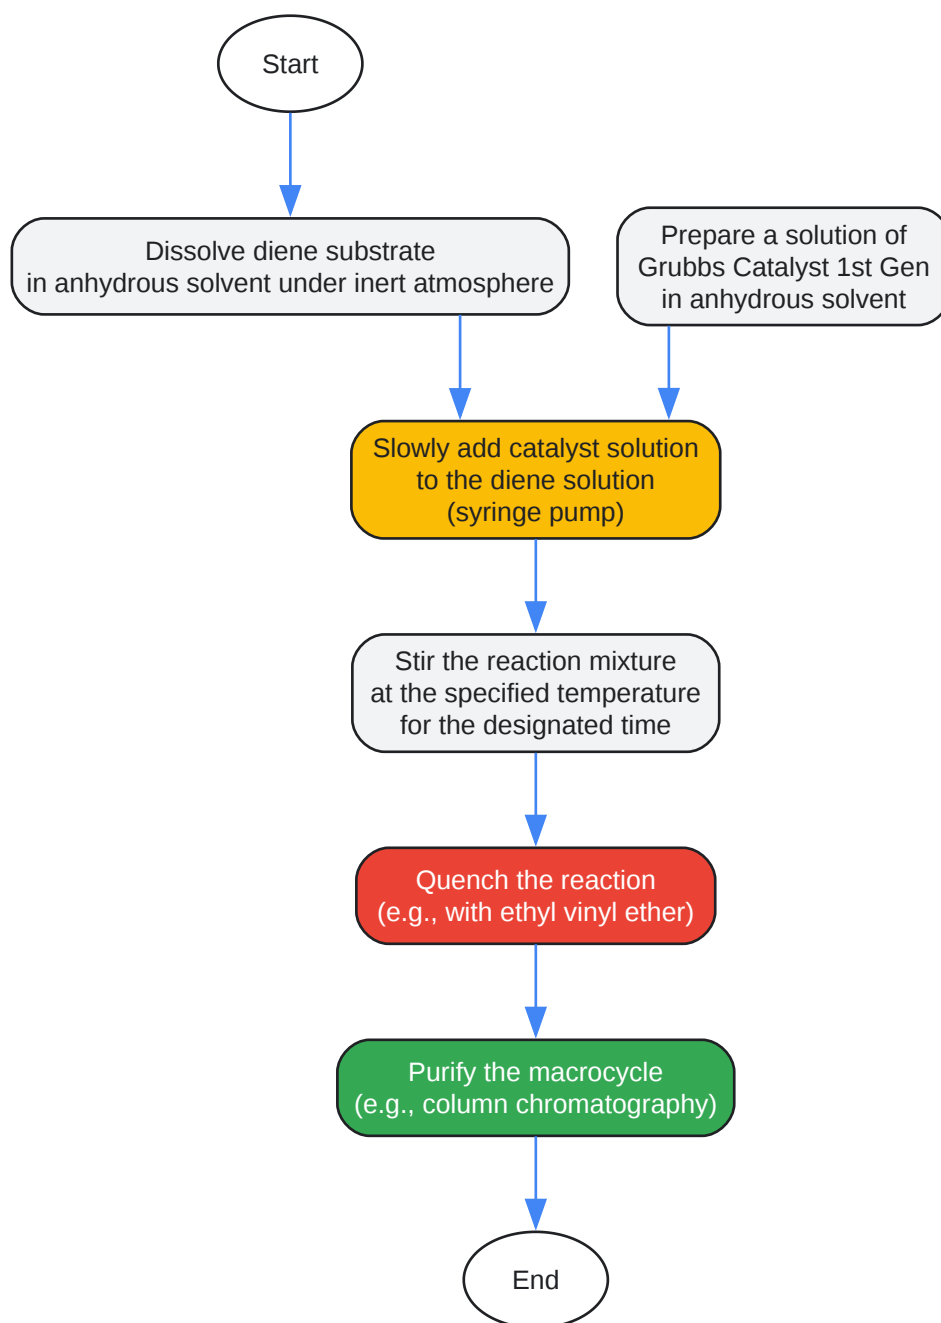 Start
Dissolve diene substrate
in anhydrous solvent under inert atmosphere
Prepare a solution of
Grubbs Catalyst 1st Gen
in anhydrous solvent
Slowly add catalyst solution
to the diene solution
(syringe pump)
Stir the reaction mixture
at the specified temperature
for the designated time
Quench the reaction
(e.g., with ethyl vinyl ether)
Purify the macrocycle
(e.g., column chromatography)
End